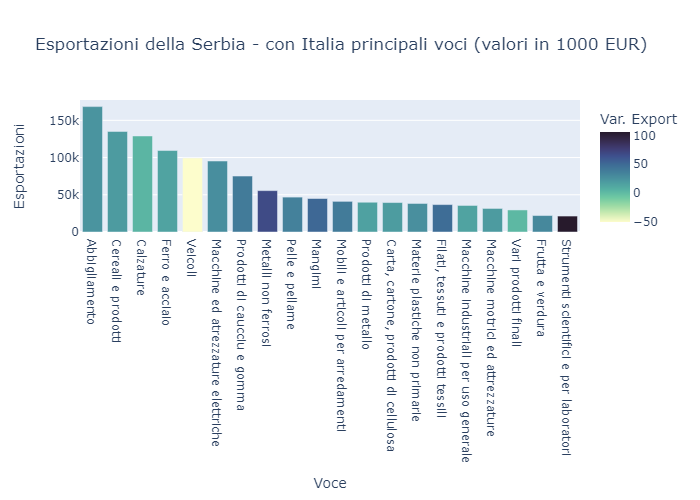 Esportazioni della Serbia - con Italia principali voci (valori in 1000 EUR)
Esportazioni
150k
100k
50k
0
Var. Export
100
50
0
−50
Abbigliamento
Cereali e prodotti
Calzature
Ferro e acciaio
Veicoli
Macchine ed atrezzature elettriche
Prodotti di caucciu e gomma
Metalli non ferrosi
Pelle e pellame
Mangimi
Mobili e articoli per arredamenti
Prodotti di metallo
Carta, cartone, prodotti di cellulosa
Materie plastiche non primarie
Filati, tessuti e prodotti tessili
Macchine industriali per uso generale
Macchine motrici ed attrezzature
Vari prodotti finali
Frutta e verdura
Strumenti scientifici e per laboratori
Voce